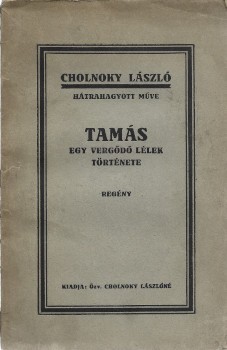 CHOLNOKY LÁSZLÓ
HÁTRAHAGYOTT MŰVE
TAMÁS
EGY VERGŐDŐ LÉLEK
TÖRTÉNETE
REGÉNY
KIADJA: ÖZV. CHOLNOKY LÁSZLÓNÉ